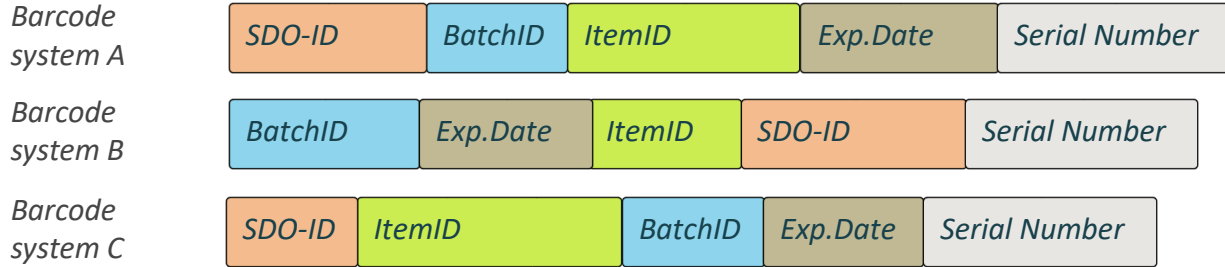 Barcode
system A
SDO-ID BatchID ItemID Exp.Date Serial Number
Barcode
system B
BatchID Exp.Date ItemID SDO-ID Serial Number
Barcode
system C
SDO-ID ItemID BatchID Exp.Date Serial Number